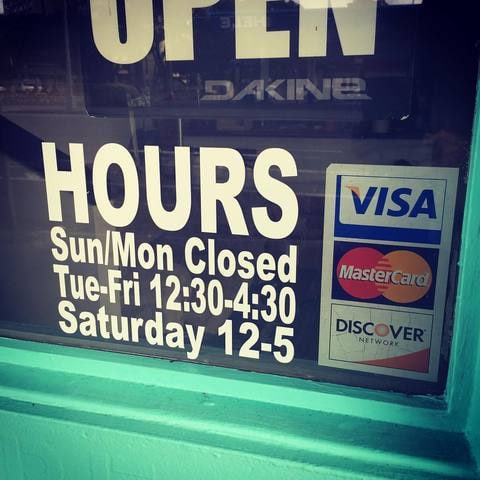 OPEN
DAKINE
HOURS
Sun/Mon Closed
Tue-Fri 12:30-4:30
Saturday 12-5
VISA
MasterCard
DISCOVER
NETWORK